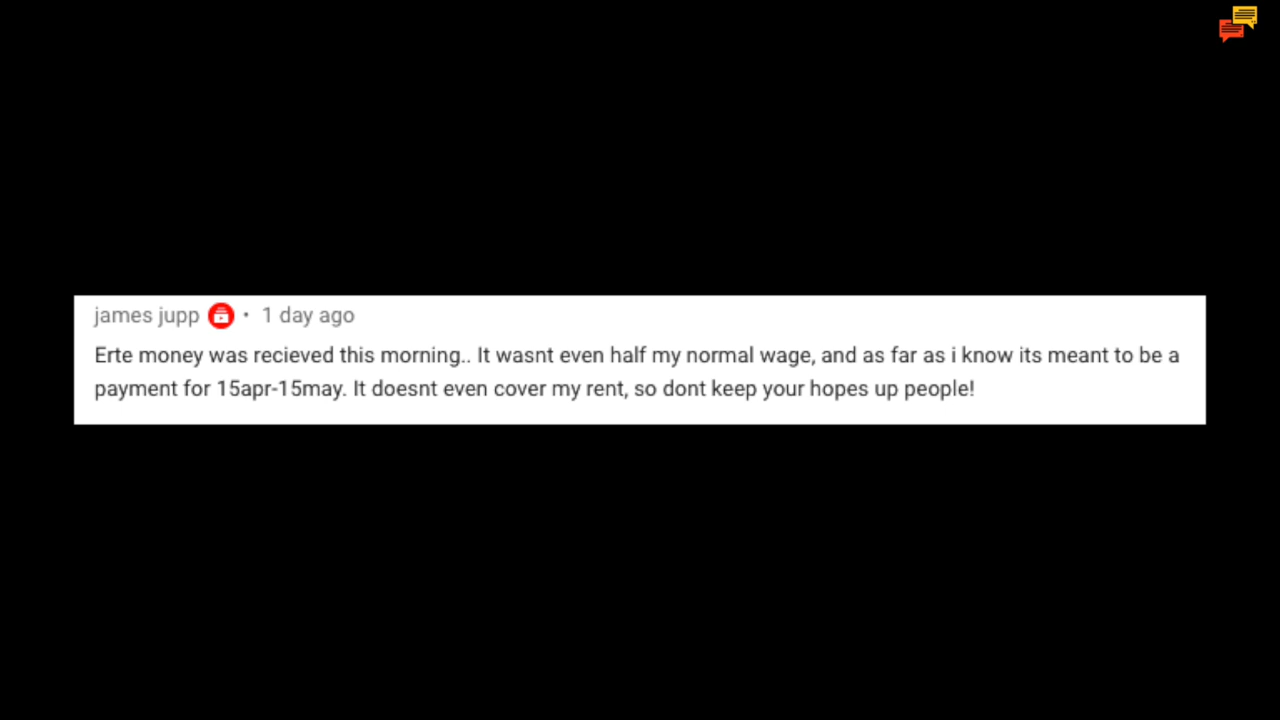 james jupp • 1 day ago
Erte money was recieved this morning.. It wasnt even half my normal wage, and as far as i know its meant to be a
payment for 15apr-15may. It doesnt even cover my rent, so dont keep your hopes up people!